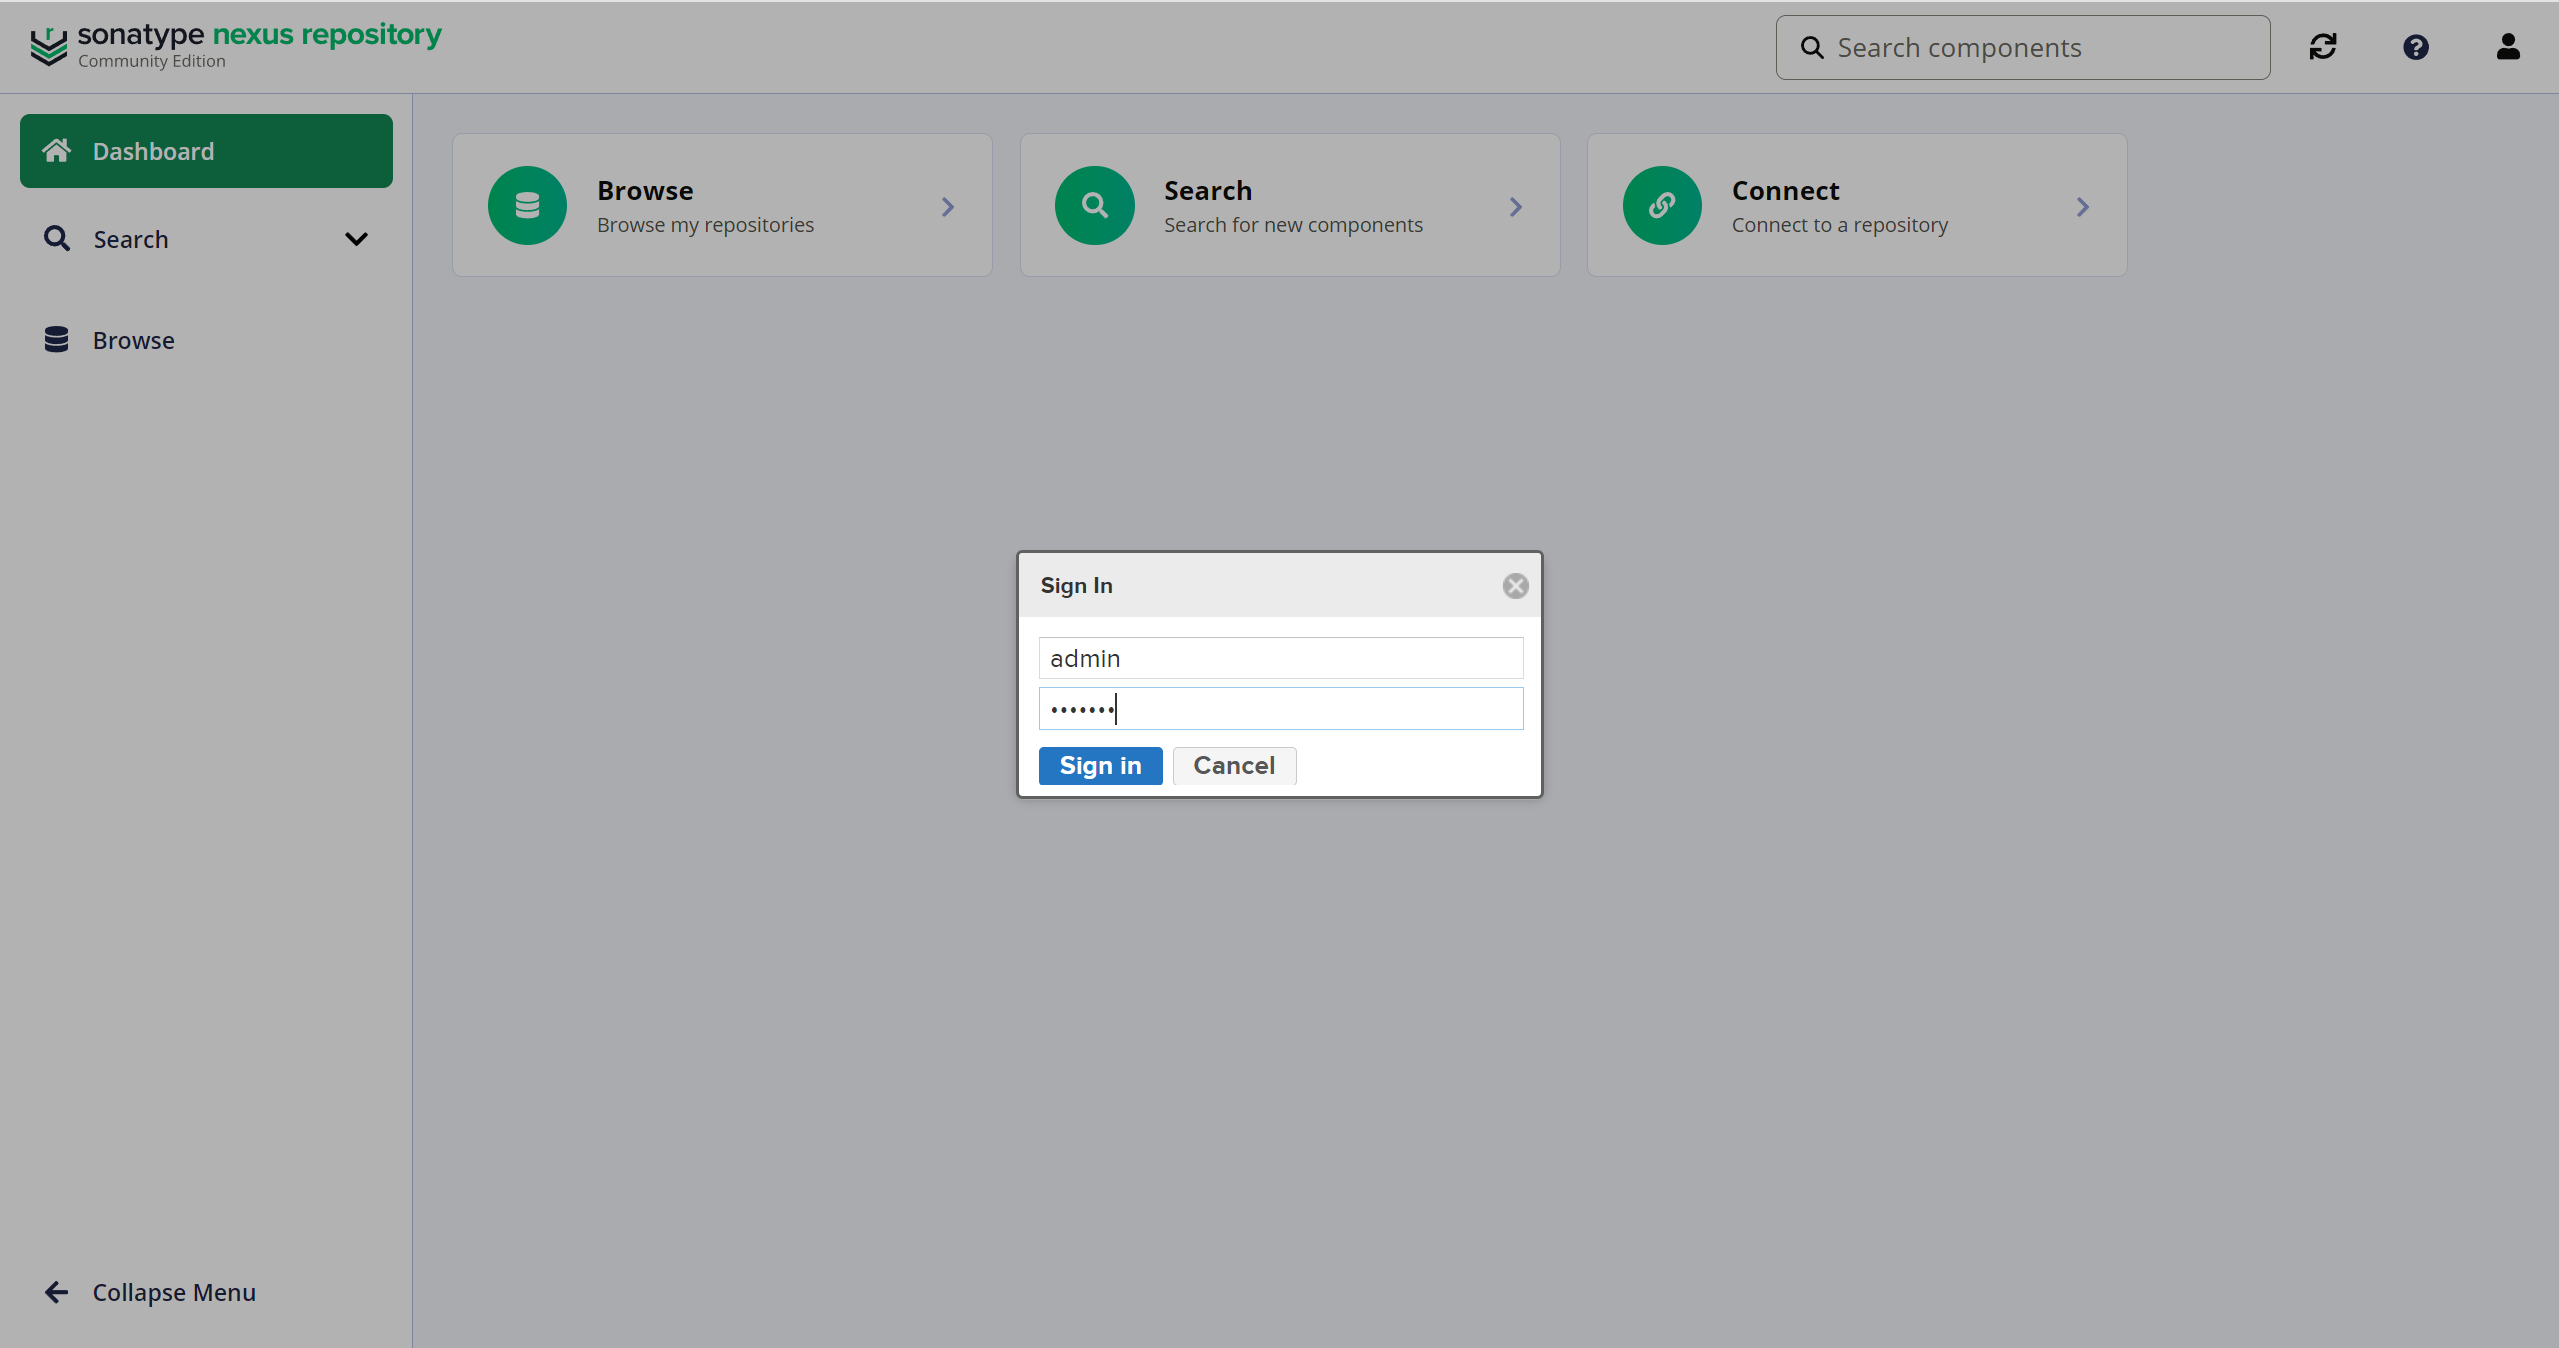 sonatype nexus repository
Community Edition
Search components
Dashboard
Search
Browse
Collapse Menu
Browse
Browse my repositories
Search
Search for new components
Connect
Connect to a repository
Sign In
admin
•••••••
Sign in Cancel